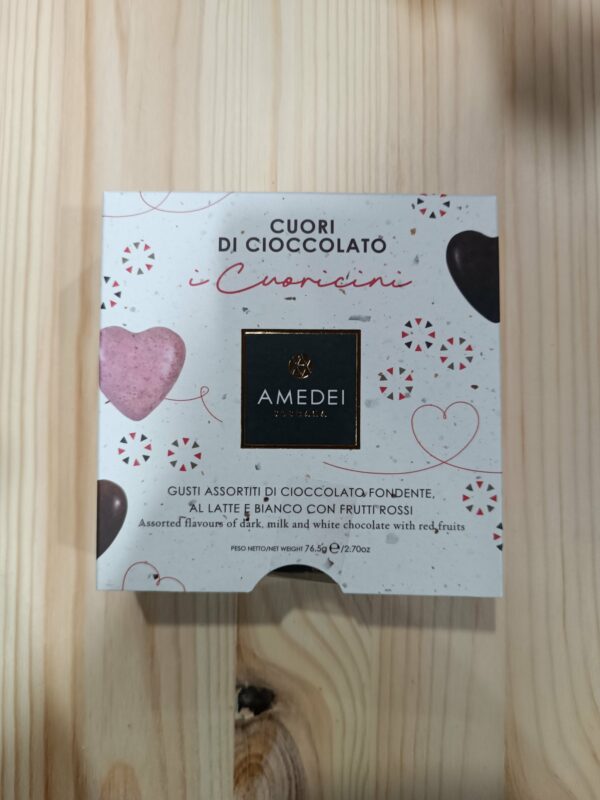 CUORI
DI CIOCCOLATO
i Cuoricini
AMEDEI
TOSCANA
GUSTI ASSORTITI DI CIOCCOLATO FONDENTE,
AL LATTE E BIANCO CON FRUTTI ROSSI
Assorted flavours of dark, milk and white chocolate with red fruits
PESO NETTO/NET WEIGHT 76.5g ℮/2.70oz